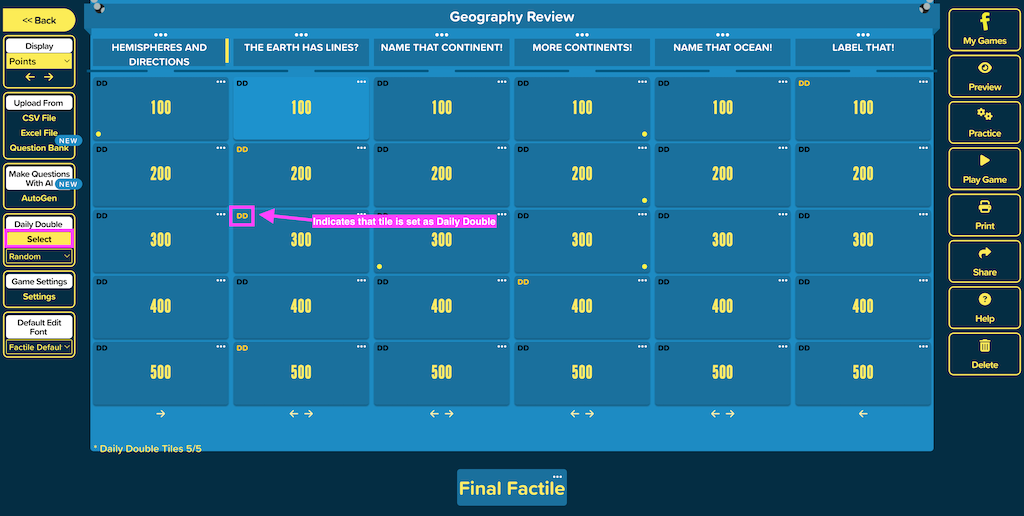 << Back
Display
Points
Upload From
CSV File
Excel File
NEW
Question Bank
Make Questions
With AI
NEW
AutoGen
Daily Double
Select
Random
Game Settings
Settings
Default Edit
Font
Factile Defaul
Geography Review
HEMISPHERES AND
DIRECTIONS
THE EARTH HAS LINES?
NAME THAT CONTINENT!
MORE CONTINENTS!
NAME THAT OCEAN!
LABEL THAT!
DD 100 DD 100 DD 100 DD 100 DD 100 DD 100
DD 200 DD 200 DD 200 DD 200 DD 200 DD 200
DD 300 DD 300 DD 300 DD 300 DD 300 DD 300
Indicates that tile is set as Daily Double
DD 400 DD 400 DD 400 DD 400 DD 400 DD 400
DD 500 DD 500 DD 500 DD 500 DD 500 DD 500
* Daily Double Tiles 5/5
Final Factile
My Games
Preview
Practice
Play Game
Print
Share
Help
Delete